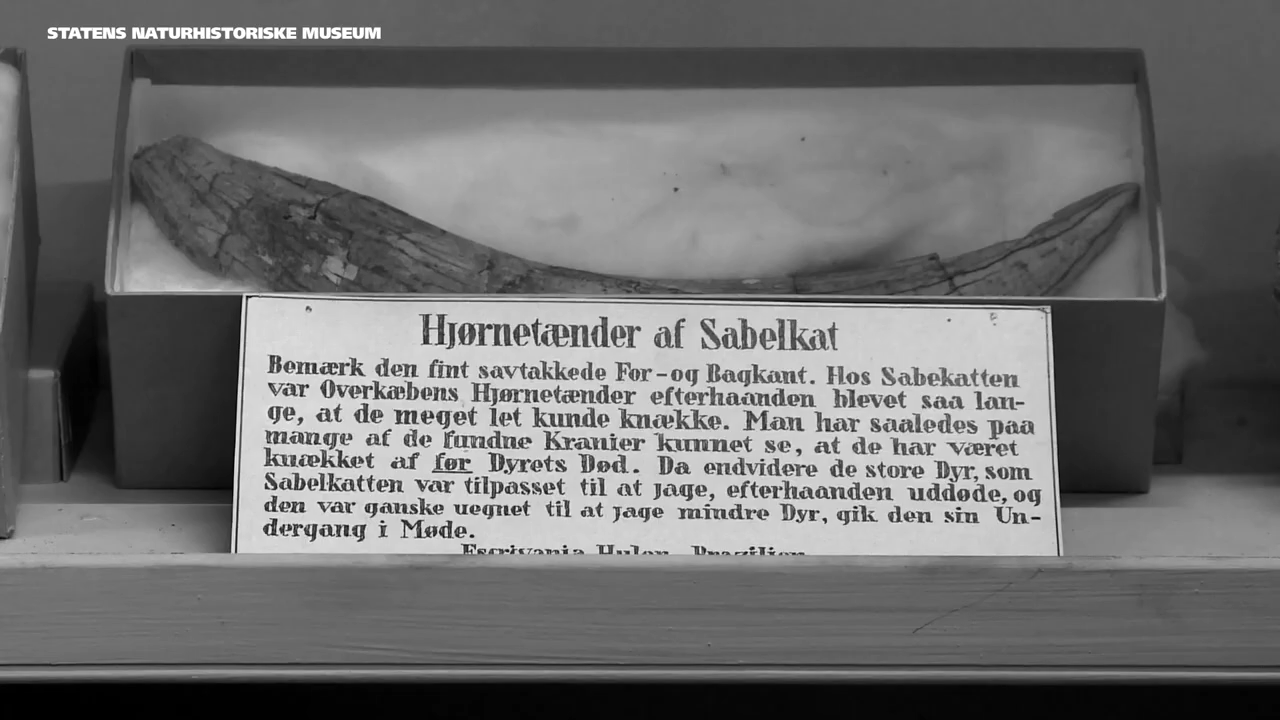 STATENS NATURHISTORISKE MUSEUM
Hjørnetænder af Sabelkat
Bemærk den fint savtakkede For-og Bagkant. Hos Sabekatten
var Overkæbens Hjørnetænder efterhaanden blevet saa lan-
ge, at de meget let kunde knække. Man har saaledes paa
mange af de fundne Kranier kunnet se, at de har været
knækket af før Dyrets Død. Da endvidere de store Dyr, som
Sabelkatten var tilpasset til at jage, efterhaanden uddøde, og
den var ganske uegnet til at jage mindre Dyr, gik den sin Un-
dergang i Møde.
Escrivania Hulen, Brazilien